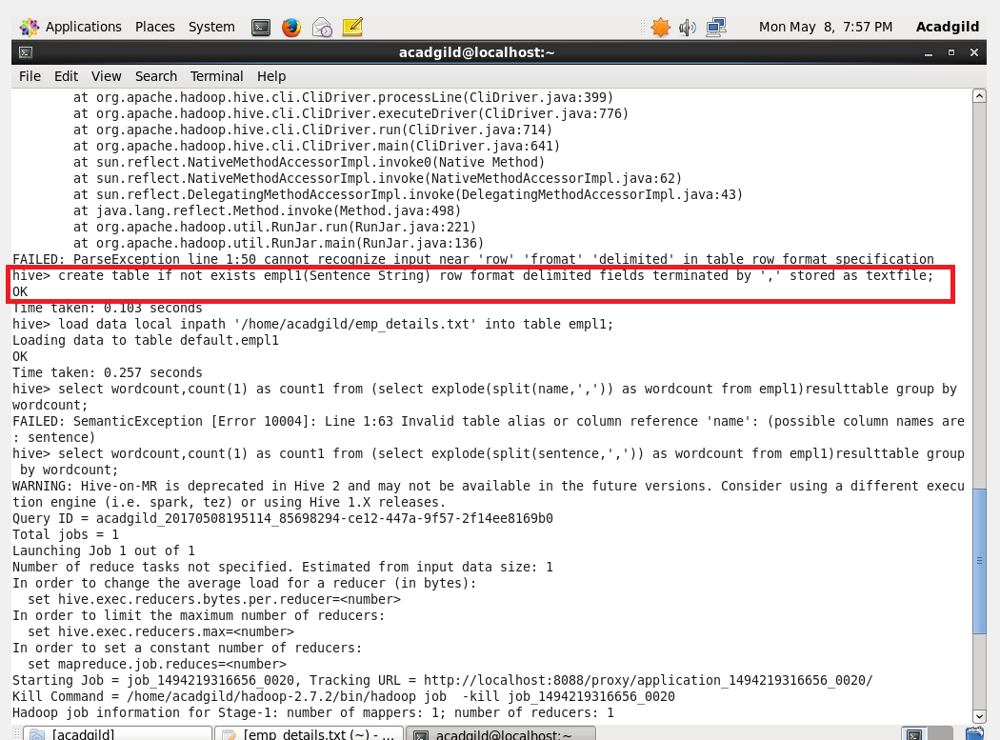 Applications Places System Mon May 8, 7:57 PM Acadgild
acadgild@localhost:~
File Edit View Search Terminal Help
at org.apache.hadoop.hive.cli.CliDriver.processLine(CliDriver.java:399)
at org.apache.hadoop.hive.cli.CliDriver.executeDriver(CliDriver.java:776)
at org.apache.hadoop.hive.cli.CliDriver.run(CliDriver.java:714)
at org.apache.hadoop.hive.cli.CliDriver.main(CliDriver.java:641)
at sun.reflect.NativeMethodAccessorImpl.invoke0(Native Method)
at sun.reflect.NativeMethodAccessorImpl.invoke(NativeMethodAccessorImpl.java:62)
at sun.reflect.DelegatingMethodAccessorImpl.invoke(DelegatingMethodAccessorImpl.java:43)
at java.lang.reflect.Method.invoke(Method.java:498)
at org.apache.hadoop.util.RunJar.run(RunJar.java:221)
at org.apache.hadoop.util.RunJar.main(RunJar.java:136)
FAILED: ParseException line 1:50 cannot recognize input near 'row' 'fromat' 'delimited' in table row format specification
hive> create table if not exists empl1(Sentence String) row format delimited fields terminated by ',' stored as textfile;
OK
Time taken: 0.103 seconds
hive> load data local inpath '/home/acadgild/emp_details.txt' into table empl1;
Loading data to table default.empl1
OK
Time taken: 0.257 seconds
hive> select wordcount,count(1) as count1 from (select explode(split(name,',')) as wordcount from empl1)resulttable group by
wordcount;
FAILED: SemanticException [Error 10004]: Line 1:63 Invalid table alias or column reference 'name': (possible column names are
: sentence)
hive> select wordcount,count(1) as count1 from (select explode(split(sentence,',')) as wordcount from empl1)resulttable group
by wordcount;
WARNING: Hive-on-MR is deprecated in Hive 2 and may not be available in the future versions. Consider using a different execu
tion engine (i.e. spark, tez) or using Hive 1.X releases.
Query ID = acadgild_20170508195114_85698294-ce12-447a-9f57-2f14ee8169b0
Total jobs = 1
Launching Job 1 out of 1
Number of reduce tasks not specified. Estimated from input data size: 1
In order to change the average load for a reducer (in bytes):
set hive.exec.reducers.bytes.per.reducer=<number>
In order to limit the maximum number of reducers:
set hive.exec.reducers.max=<number>
In order to set a constant number of reducers:
set mapreduce.job.reduces=<number>
Starting Job = job_1494219316656_0020, Tracking URL = http://localhost:8088/proxy/application_1494219316656_0020/
Kill Command = /home/acadgild/hadoop-2.7.2/bin/hadoop job -kill job_1494219316656_0020
Hadoop job information for Stage-1: number of mappers: 1; number of reducers: 1
[acadgild] [emp_details.txt (~) - ... acadgild@localhost:~